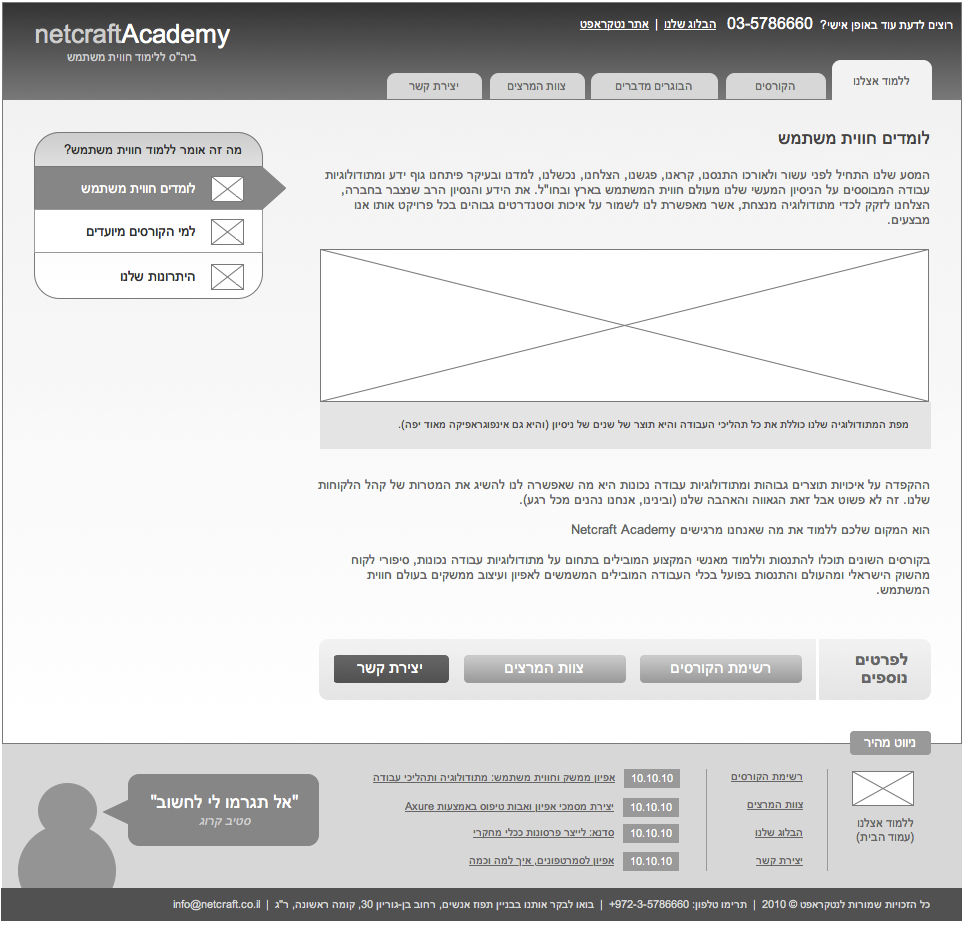 רוצים לדעת עוד באופן אישי? 03-5786660 הבלוג שלנו | אתר נטקראפט
netcraftAcademy
ביה"ס ללימוד חווית משתמש
ללמוד אצלנו
הקורסים
הבוגרים מדברים
צוות המרצים
יצירת קשר
לומדים חווית משתמש
המסע שלנו התחיל לפני עשור ולאורכו התנסנו, קראנו, פגשנו, הצלחנו, נכשלנו, למדנו ובעיקר פיתחנו גוף ידע ומתודולוגיות
עבודה המבוססים על הניסיון המעשי שלנו מעולם חווית המשתמש בארץ ובחו"ל. את הידע והנסיון הרב שנצבר בחברה,
הצלחנו לזקק לכדי מתודולוגיה מנצחת, אשר מאפשרת לנו לשמור על איכות וסטנדרטים גבוהים בכל פרויקט אותו אנו
מבצעים.
מפת המתודולוגיה שלנו כוללת את כל תהליכי העבודה והיא תוצר של שנים של ניסיון (והיא גם אינפוגראפיקה מאוד יפה).
ההקפדה על איכויות תוצרים גבוהות ומתודולוגיות עבודה נכונות היא מה שאפשרה לנו להשיג את המטרות של קהל הלקוחות
שלנו. זה לא פשוט אבל זאת הגאווה והאהבה שלנו (ובינינו, אנחנו נהנים מכל רגע).
הוא המקום שלכם ללמוד את מה שאנחנו מרגישים Netcraft Academy
בקורסים השונים תוכלו להתנסות וללמוד מאנשי המקצוע המובילים בתחום על מתודולוגיות עבודה נכונות, סיפורי לקוח
מהשוק הישראלי ומהעולם והתנסות בפועל בכלי העבודה המובילים המשמשים לאפיון ועיצוב ממשקים בעולם חווית
המשתמש.
מה זה אומר ללמוד חווית משתמש?
לומדים חווית משתמש
למי הקורסים מיועדים
היתרונות שלנו
לפרטים
נוספים
רשימת הקורסים
צוות המרצים
יצירת קשר
ניווט מהיר
ללמוד אצלנו
(עמוד הבית)
רשימת הקורסים
צוות המרצים
הבלוג שלנו
יצירת קשר
10.10.10 אפיון ממשק וחווית משתמש: מתודולוגיה ותהליכי עבודה
10.10.10 יצירת מסמכי אפיון ואבות טיפוס באמצעות Axure
10.10.10 סדנא: לייצר פרסונות ככלי מחקרי
10.10.10 אפיון לסמרטפונים, איך למה וכמה
"אל תגרמו לי לחשוב"
סטיב קרוג
כל הזכויות שמורות לנטקראפט © 2010 | תרימו טלפון: 972-3-5786660+ | בואו לבקר אותנו בבניין תפוז אנשים, רחוב בן-גוריון 30, קומה ראשונה, ר"ג | info@netcraft.co.il